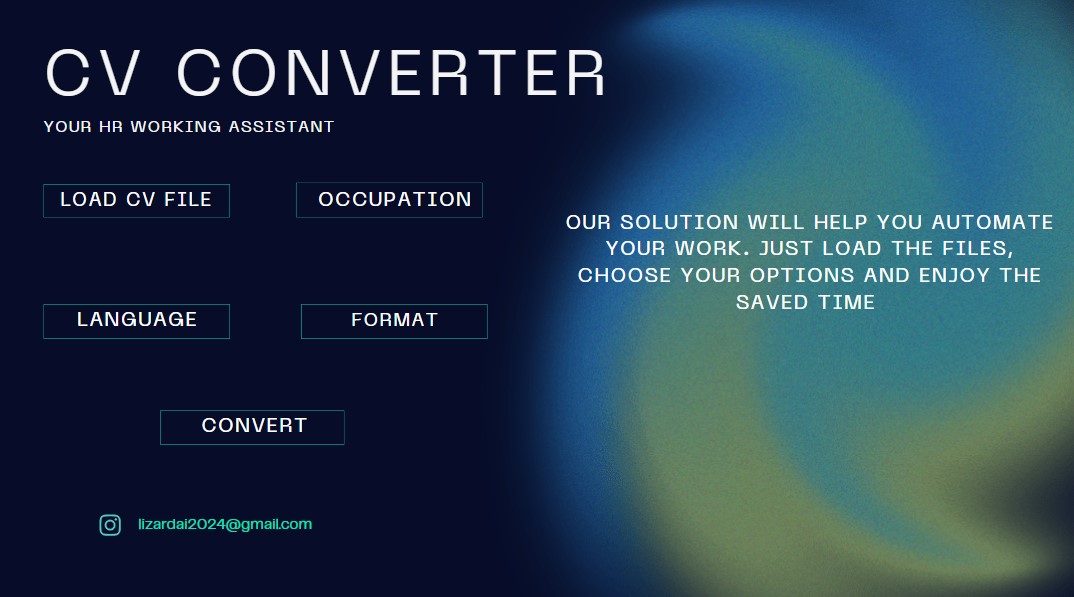 CV CONVERTER
YOUR HR WORKING ASSISTANT
LOAD CV FILE
OCCUPATION
LANGUAGE
FORMAT
CONVERT
OUR SOLUTION WILL HELP YOU AUTOMATE
YOUR WORK. JUST LOAD THE FILES,
CHOOSE YOUR OPTIONS AND ENJOY THE
SAVED TIME
lizardai2024@gmail.com